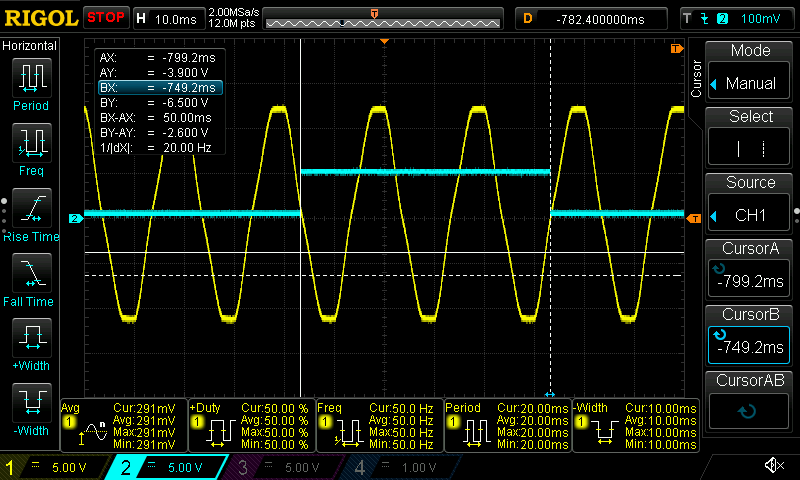 RIGOL STOP H 10.0ms 2.00MSa/s 12.0M pts T D -782.400000ms T 2 100mV
Horizontal
Period
Freq
Rise Time
Fall Time
+Width
-Width
AX: = -799.2ms
AY: = -3.900 V
BX: = -749.2ms
BY: = -6.500 V
BX-AX: = 50.00ms
BY-AY: = -2.600 V
1/|dX|: = 20.00 Hz
T
2
T
Cursor
Mode
Manual
Select
Source
CH1
CursorA
-799.2ms
CursorB
-749.2ms
CursorAB
Avg 1 n
Cur:291mV
Avg:291mV
Max:291mV
Min:291mV
+Duty 1
Cur:50.00 %
Avg:50.00 %
Max:50.00 %
Min:50.00 %
Freq 1
Cur:50.0 Hz
Avg:50.0 Hz
Max:50.0 Hz
Min:50.0 Hz
Period 1
Cur:20.00ms
Avg:20.00ms
Max:20.00ms
Min:20.00ms
-Width 1
Cur:10.00ms
Avg:10.00ms
Max:10.00ms
Min:10.00ms
1 5.00 V 2 5.00 V 3 5.00 V 4 1.00 V